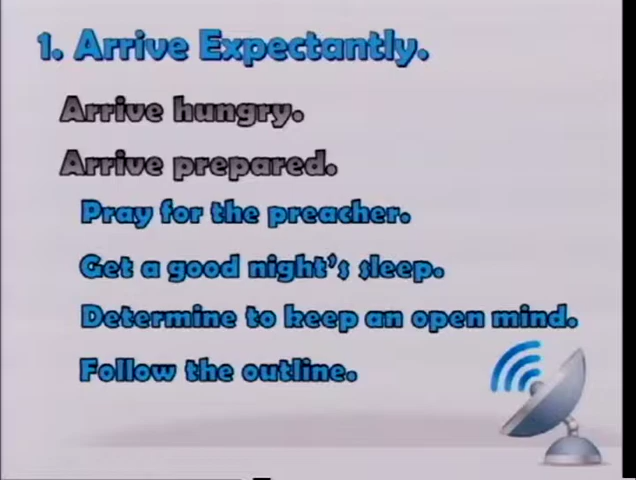 1. Arrive Expectantly.
Arrive hungry.
Arrive prepared.
Pray for the preacher.
Get a good night's sleep.
Determine to keep an open mind.
Follow the outline.